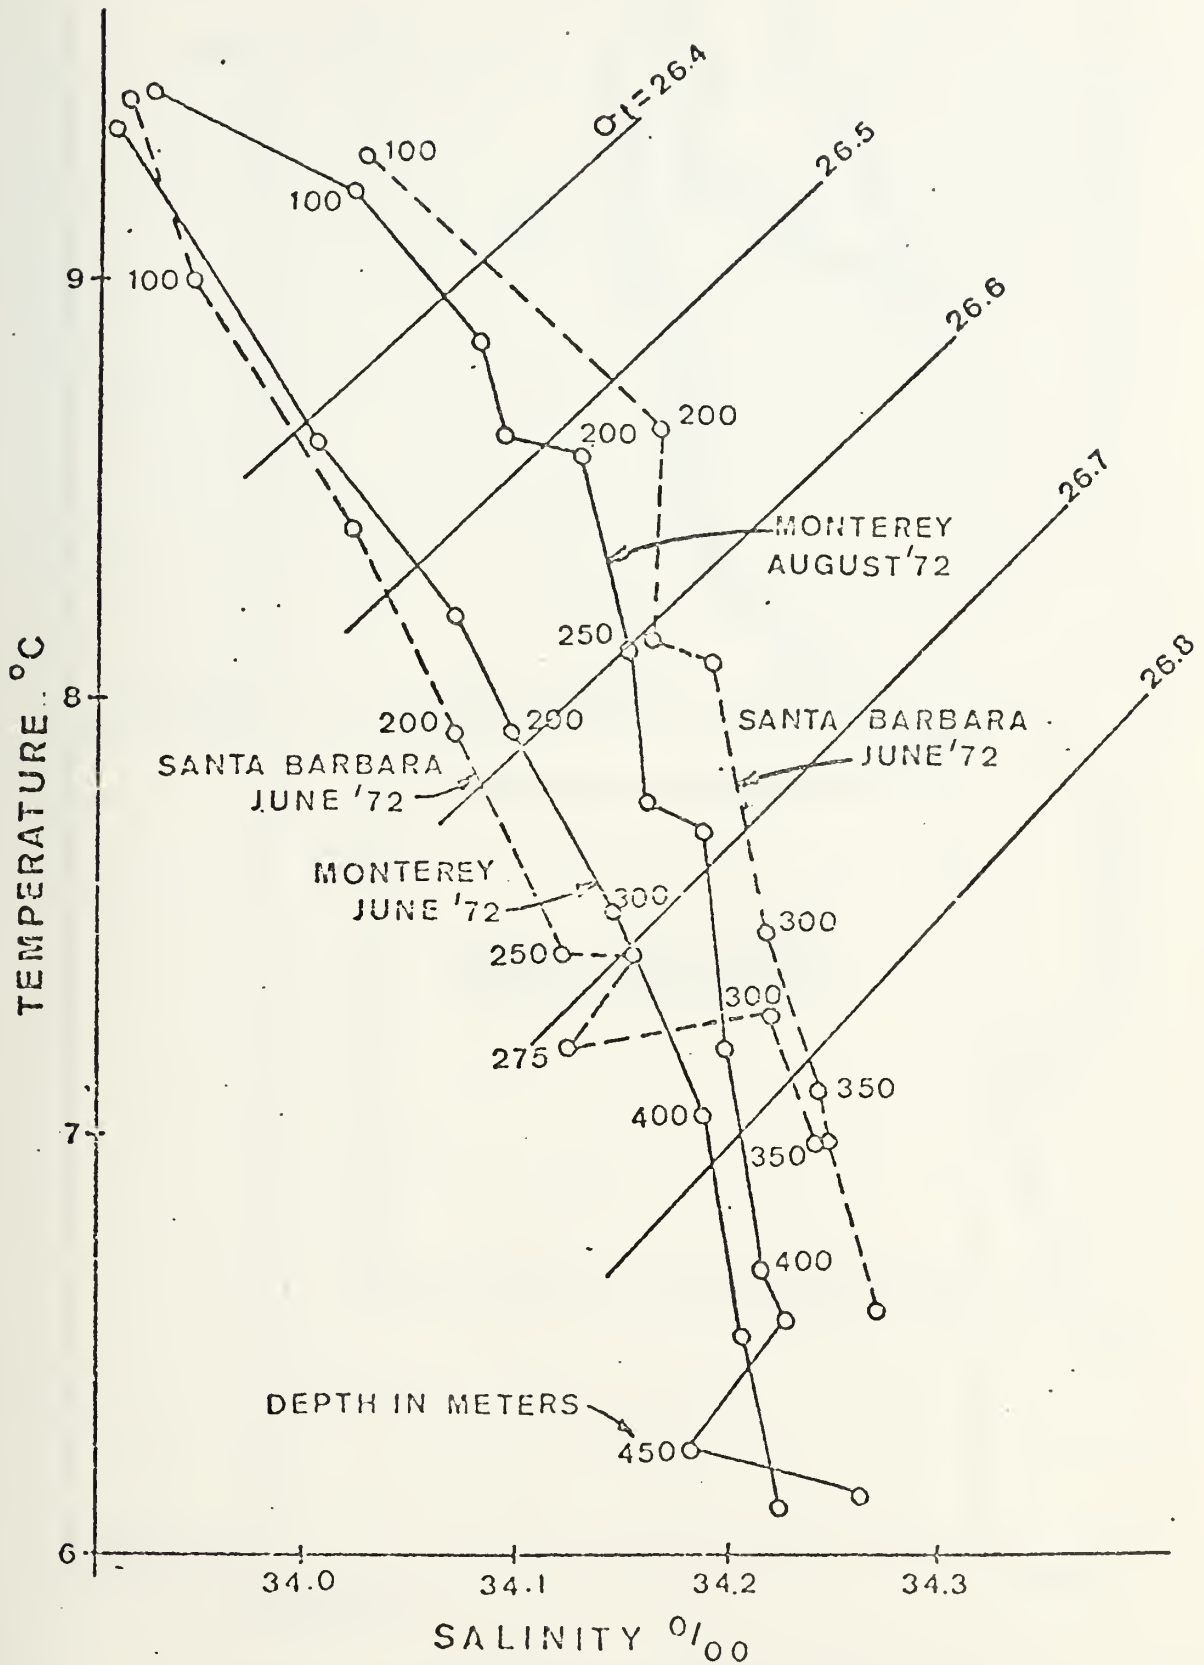 σt=26.4
26.5
26.6
26.7
26.8
100
100
100
200
200
MONTEREY
AUGUST'72
250
200
200
SANTA BARBARA
JUNE '72
SANTA BARBARA
JUNE '72
MONTEREY
JUNE '72
300
300
250
300
275
350
400
350
400
DEPTH IN METERS
450
TEMPERATURE °C
9
8
7
6
34.0
34.1
34.2
34.3
SALINITY 0/00